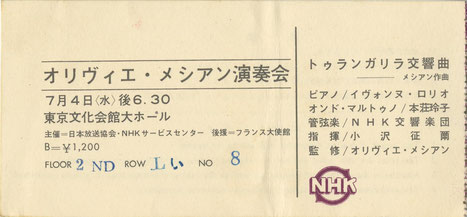 オリヴィエ・メシアン演奏会
7月4日(水)後6.30
東京文化会館大ホール
主催=日本放送協会・NHKサービスセンター 後援=フランス大使館
B=¥1,200
FLOOR 2ND ROW エい NO 8
トゥランガリラ交響曲
メシアン作曲
ピアノ/イヴォンヌ・ロリオ
オンド・マルトゥノ/本荘玲子
管弦楽/NHK交響楽団
指揮/小沢征爾
監修/オリヴィエ・メシアン
NHK